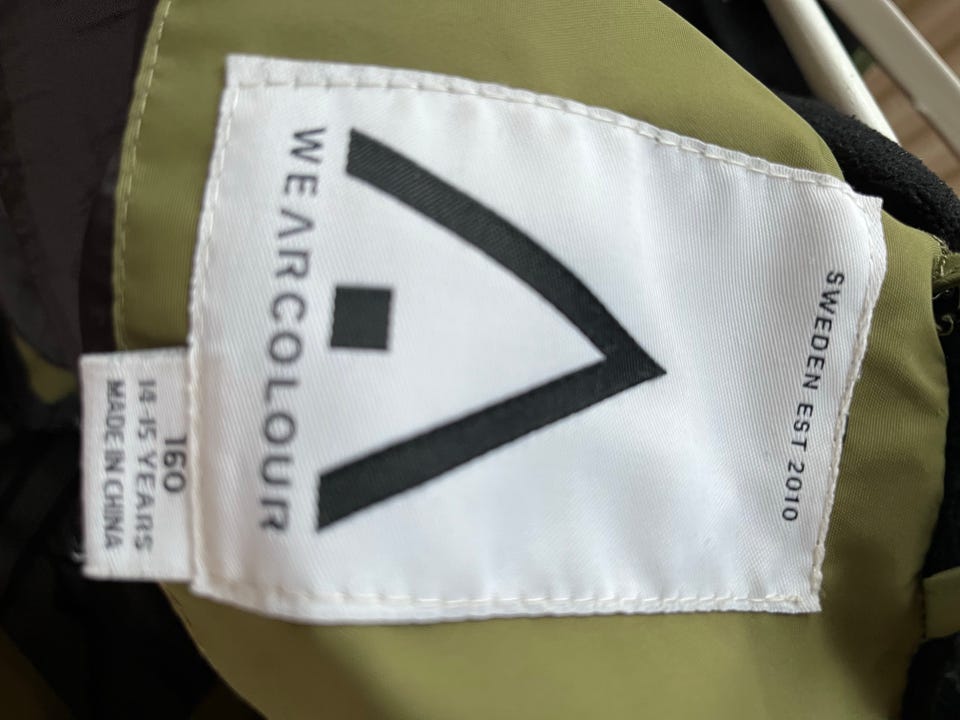 SWEDEN EST 2010
WEARCOLOUR
160
14-15 YEARS
MADE IN CHINA